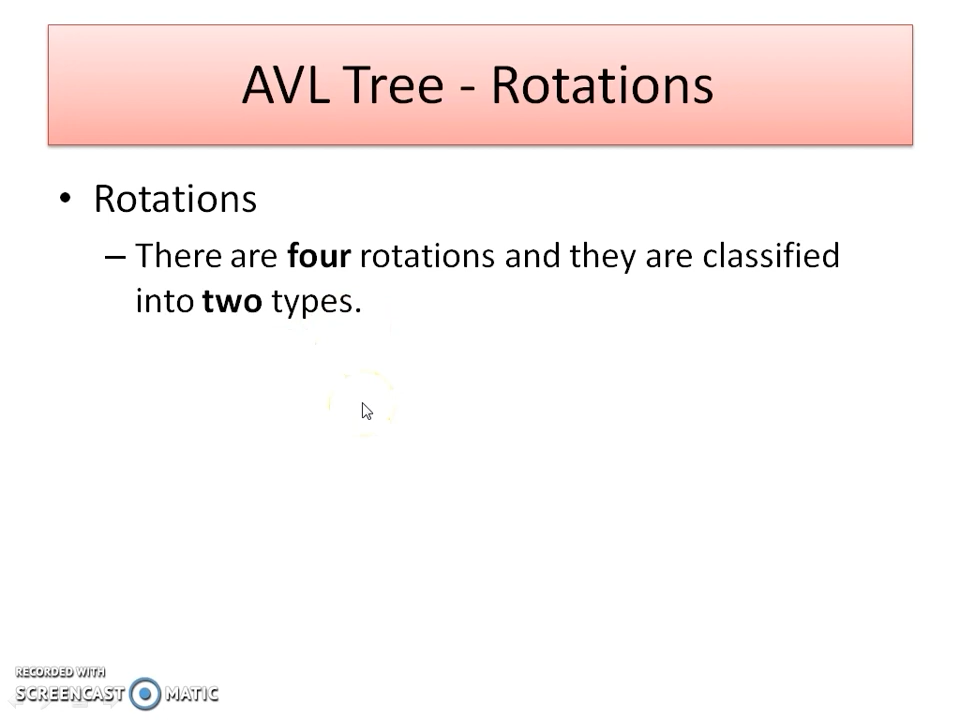 AVL Tree - Rotations
• Rotations
– There are four rotations and they are classified
into two types.
RECORDED WITH
SCREENCAST MATIC